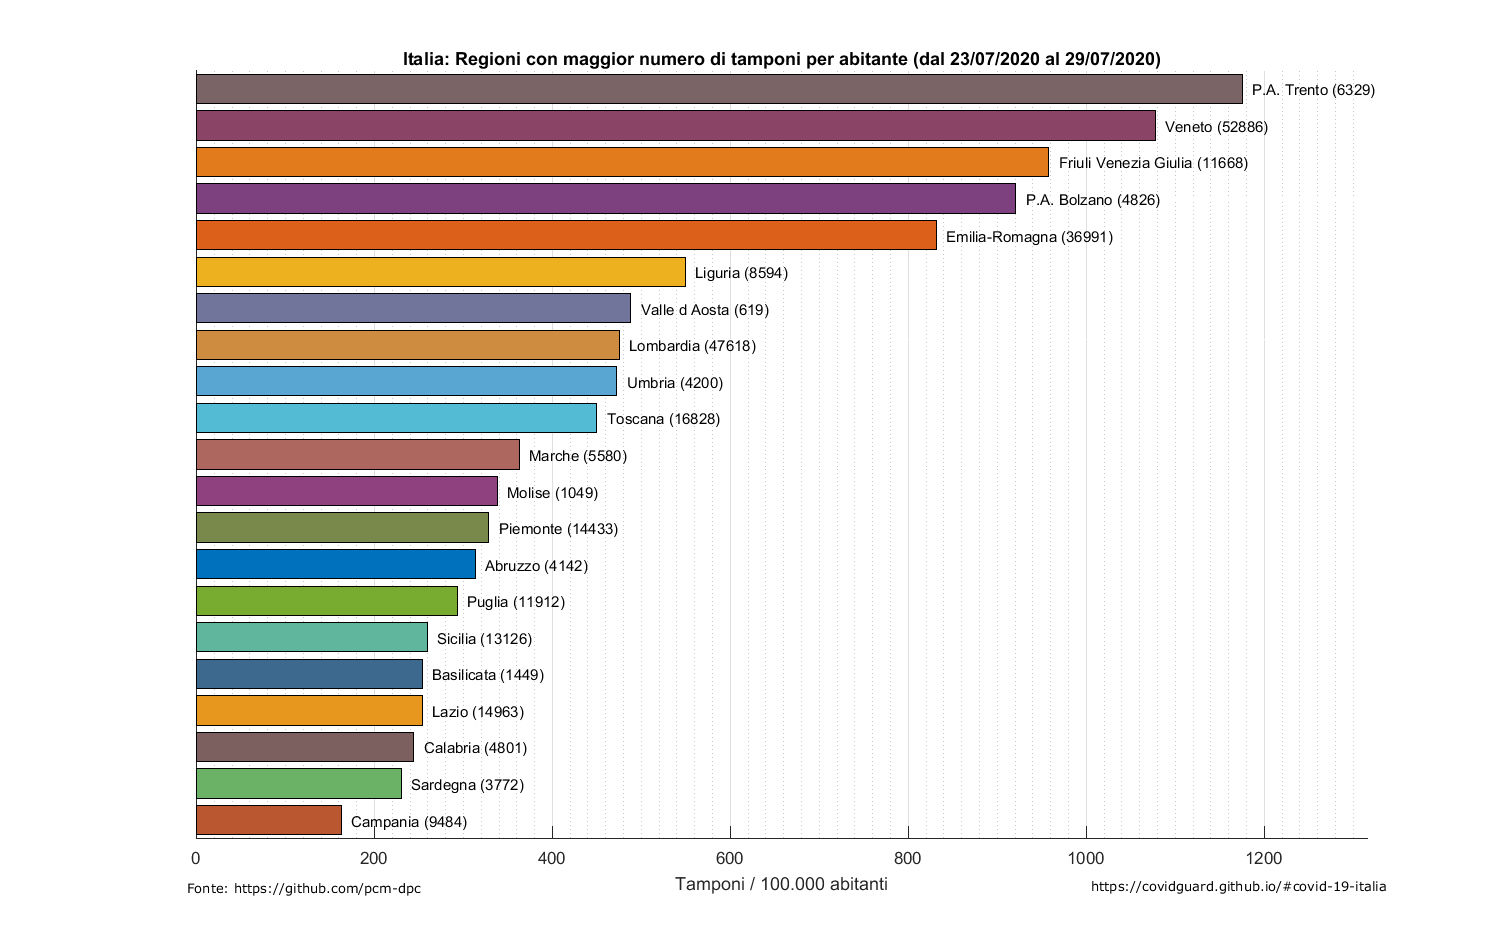 Italia: Regioni con maggior numero di tamponi per abitante (dal 23/07/2020 al 29/07/2020)
P.A. Trento (6329)
Veneto (52886)
Friuli Venezia Giulia (11668)
P.A. Bolzano (4826)
Emilia-Romagna (36991)
Liguria (8594)
Valle d Aosta (619)
Lombardia (47618)
Umbria (4200)
Toscana (16828)
Marche (5580)
Molise (1049)
Piemonte (14433)
Abruzzo (4142)
Puglia (11912)
Sicilia (13126)
Basilicata (1449)
Lazio (14963)
Calabria (4801)
Sardegna (3772)
Campania (9484)
0 200 400 600 800 1000 1200
Tamponi / 100.000 abitanti
Fonte: https://github.com/pcm-dpc
https://covidguard.github.io/#covid-19-italia